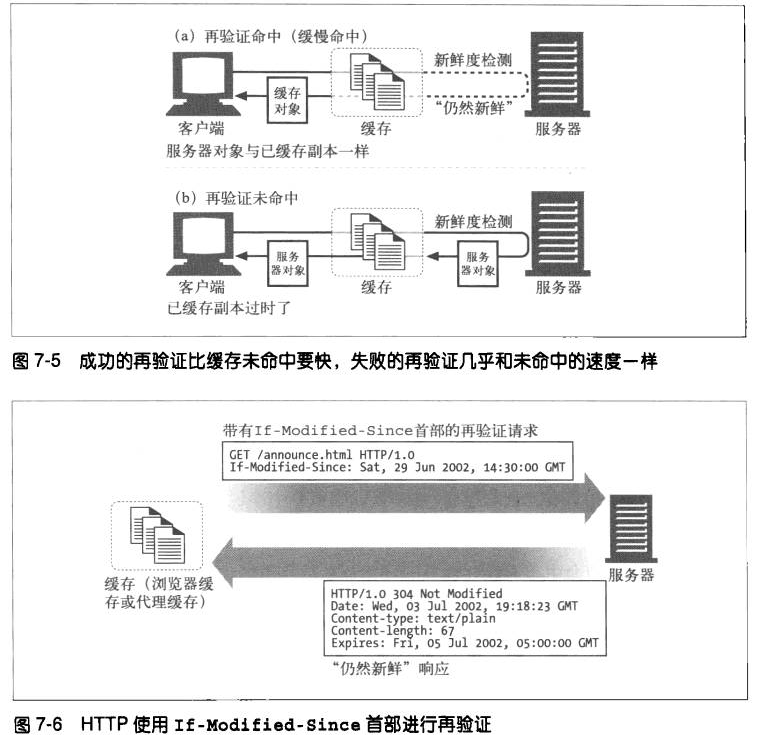 (a) 再验证命中（缓慢命中）
新鲜度检测
缓存
对象
“仍然新鲜”
客户端
缓存
服务器
服务器对象与已缓存副本一样
(b) 再验证未命中
新鲜度检测
服务
器对象
服务
器对象
客户端
缓存
服务器
已缓存副本过时了
图 7-5 成功的再验证比缓存未命中要快，失败的再验证几乎和未命中的速度一样
带有If-Modified-Since首部的再验证请求
GET /announce.html HTTP/1.0
If-Modified-Since: Sat, 29 Jun 2002, 14:30:00 GMT
缓存（浏览器缓
存或代理缓存）
服务器
HTTP/1.0 304 Not Modified
Date: Wed, 03 Jul 2002, 19:18:23 GMT
Content-type: text/plain
Content-length: 67
Expires: Fri, 05 Jul 2002, 05:00:00 GMT
“仍然新鲜”响应
图 7-6 HTTP 使用 If-Modified-Since 首部进行再验证